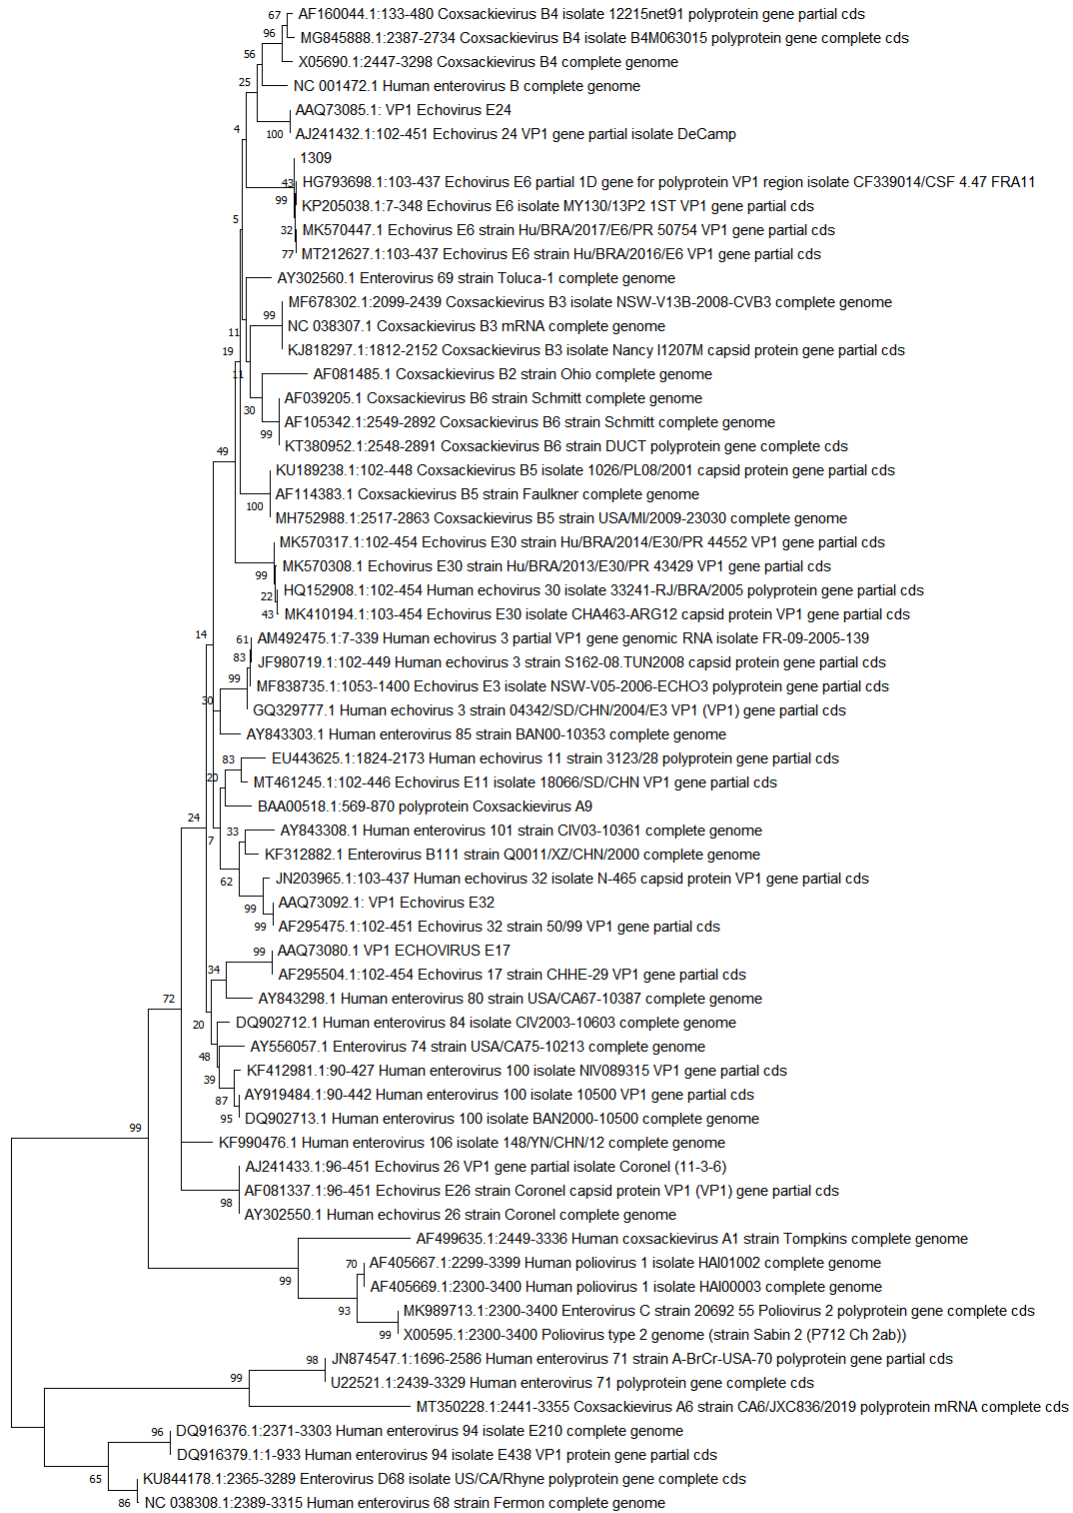 67 AF160044.1:133-480 Coxsackievirus B4 isolate 12215net91 polyprotein gene partial cds
96 MG845888.1:2387-2734 Coxsackievirus B4 isolate B4M063015 polyprotein gene complete cds
56 X05690.1:2447-3298 Coxsackievirus B4 complete genome
25 NC 001472.1 Human enterovirus B complete genome
AAQ73085.1: VP1 Echovirus E24
4 100 AJ241432.1:102-451 Echovirus 24 VP1 gene partial isolate DeCamp
1309
43 HG793698.1:103-437 Echovirus E6 partial 1D gene for polyprotein VP1 region isolate CF339014/CSF 4.47 FRA11
99 KP205038.1:7-348 Echovirus E6 isolate MY130/13P2 1ST VP1 gene partial cds
5 32 MK570447.1 Echovirus E6 strain Hu/BRA/2017/E6/PR 50754 VP1 gene partial cds
77 MT212627.1:103-437 Echovirus E6 strain Hu/BRA/2016/E6 VP1 gene partial cds
AY302560.1 Enterovirus 69 strain Toluca-1 complete genome
MF678302.1:2099-2439 Coxsackievirus B3 isolate NSW-V13B-2008-CVB3 complete genome
11 99 NC 038307.1 Coxsackievirus B3 mRNA complete genome
19 KJ818297.1:1812-2152 Coxsackievirus B3 isolate Nancy I1207M capsid protein gene partial cds
11 AF081485.1 Coxsackievirus B2 strain Ohio complete genome
AF039205.1 Coxsackievirus B6 strain Schmitt complete genome
30 AF105342.1:2549-2892 Coxsackievirus B6 strain Schmitt complete genome
99 KT380952.1:2548-2891 Coxsackievirus B6 strain DUCT polyprotein gene complete cds
49 KU189238.1:102-448 Coxsackievirus B5 isolate 1026/PL08/2001 capsid protein gene partial cds
AF114383.1 Coxsackievirus B5 strain Faulkner complete genome
100 MH752988.1:2517-2863 Coxsackievirus B5 strain USA/MI/2009-23030 complete genome
MK570317.1:102-454 Echovirus E30 strain Hu/BRA/2014/E30/PR 44552 VP1 gene partial cds
99 MK570308.1 Echovirus E30 strain Hu/BRA/2013/E30/PR 43429 VP1 gene partial cds
22 HQ152908.1:102-454 Human echovirus 30 isolate 33241-RJ/BRA/2005 polyprotein gene partial cds
43 MK410194.1:103-454 Echovirus E30 isolate CHA463-ARG12 capsid protein VP1 gene partial cds
14 61 AM492475.1:7-339 Human echovirus 3 partial VP1 gene genomic RNA isolate FR-09-2005-139
83 JF980719.1:102-449 Human echovirus 3 strain S162-08.TUN2008 capsid protein gene partial cds
99 MF838735.1:1053-1400 Echovirus E3 isolate NSW-V05-2006-ECHO3 polyprotein gene partial cds
30 GQ329777.1 Human echovirus 3 strain 04342/SD/CHN/2004/E3 VP1 (VP1) gene partial cds
AY843303.1 Human enterovirus 85 strain BAN00-10353 complete genome
83 EU443625.1:1824-2173 Human echovirus 11 strain 3123/28 polyprotein gene partial cds
20 MT461245.1:102-446 Echovirus E11 isolate 18066/SD/CHN VP1 gene partial cds
BAA00518.1:569-870 polyprotein Coxsackievirus A9
24 33 AY843308.1 Human enterovirus 101 strain CIV03-10361 complete genome
7 KF312882.1 Enterovirus B111 strain Q0011/XZ/CHN/2000 complete genome
62 JN203965.1:103-437 Human echovirus 32 isolate N-465 capsid protein VP1 gene partial cds
99 AAQ73092.1: VP1 Echovirus E32
99 AF295475.1:102-451 Echovirus 32 strain 50/99 VP1 gene partial cds
99 AAQ73080.1 VP1 ECHOVIRUS E17
34 AF295504.1:102-454 Echovirus 17 strain CHHE-29 VP1 gene partial cds
72 AY843298.1 Human enterovirus 80 strain USA/CA67-10387 complete genome
20 DQ902712.1 Human enterovirus 84 isolate CIV2003-10603 complete genome
48 AY556057.1 Enterovirus 74 strain USA/CA75-10213 complete genome
39 KF412981.1:90-427 Human enterovirus 100 isolate NIV089315 VP1 gene partial cds
87 AY919484.1:90-442 Human enterovirus 100 isolate 10500 VP1 gene partial cds
95 DQ902713.1 Human enterovirus 100 isolate BAN2000-10500 complete genome
99 KF990476.1 Human enterovirus 106 isolate 148/YN/CHN/12 complete genome
AJ241433.1:96-451 Echovirus 26 VP1 gene partial isolate Coronel (11-3-6)
98 AF081337.1:96-451 Echovirus E26 strain Coronel capsid protein VP1 (VP1) gene partial cds
AY302550.1 Human echovirus 26 strain Coronel complete genome
AF499635.1:2449-3336 Human coxsackievirus A1 strain Tompkins complete genome
70 AF405667.1:2299-3399 Human poliovirus 1 isolate HAI01002 complete genome
99 AF405669.1:2300-3400 Human poliovirus 1 isolate HAI00003 complete genome
93 MK989713.1:2300-3400 Enterovirus C strain 20692 55 Poliovirus 2 polyprotein gene complete cds
99 X00595.1:2300-3400 Poliovirus type 2 genome (strain Sabin 2 (P712 Ch 2ab))
98 JN874547.1:1696-2586 Human enterovirus 71 strain A-BrCr-USA-70 polyprotein gene partial cds
99 U22521.1:2439-3329 Human enterovirus 71 polyprotein gene complete cds
MT350228.1:2441-3355 Coxsackievirus A6 strain CA6/JXC836/2019 polyprotein mRNA complete cds
96 DQ916376.1:2371-3303 Human enterovirus 94 isolate E210 complete genome
DQ916379.1:1-933 Human enterovirus 94 isolate E438 VP1 protein gene partial cds
65 KU844178.1:2365-3289 Enterovirus D68 isolate US/CA/Rhyne polyprotein gene complete cds
86 NC 038308.1:2389-3315 Human enterovirus 68 strain Fermon complete genome